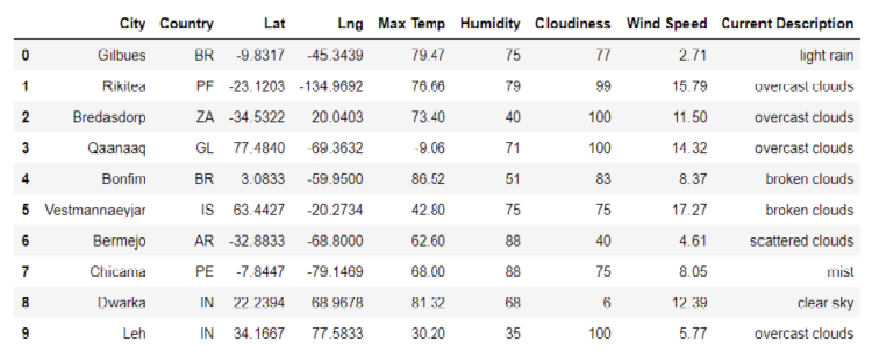 City Country Lat Lng Max Temp Humidity Cloudiness Wind Speed Current Description
0 Gilbues BR -9.8317 -45.3439 79.47 75 77 2.71 light rain
1 Rikitea PF -23.1203 -134.9692 76.66 79 99 15.79 overcast clouds
2 Bredasdorp ZA -34.5322 20.0403 73.40 40 100 11.50 overcast clouds
3 Qaanaaq GL 77.4840 -69.3632 -9.06 71 100 14.32 overcast clouds
4 Bonfim BR 3.0833 -59.9500 86.52 51 83 8.37 broken clouds
5 Vestmannaeyjar IS 63.4427 -20.2734 42.80 75 75 17.27 broken clouds
6 Bermejo AR -32.8833 -68.8000 62.60 88 40 4.61 scattered clouds
7 Chicama PE -7.8447 -79.1469 68.00 88 75 8.05 mist
8 Dwarka IN 22.2394 68.9678 81.32 68 6 12.39 clear sky
9 Leh IN 34.1667 77.5833 30.20 35 100 5.77 overcast clouds